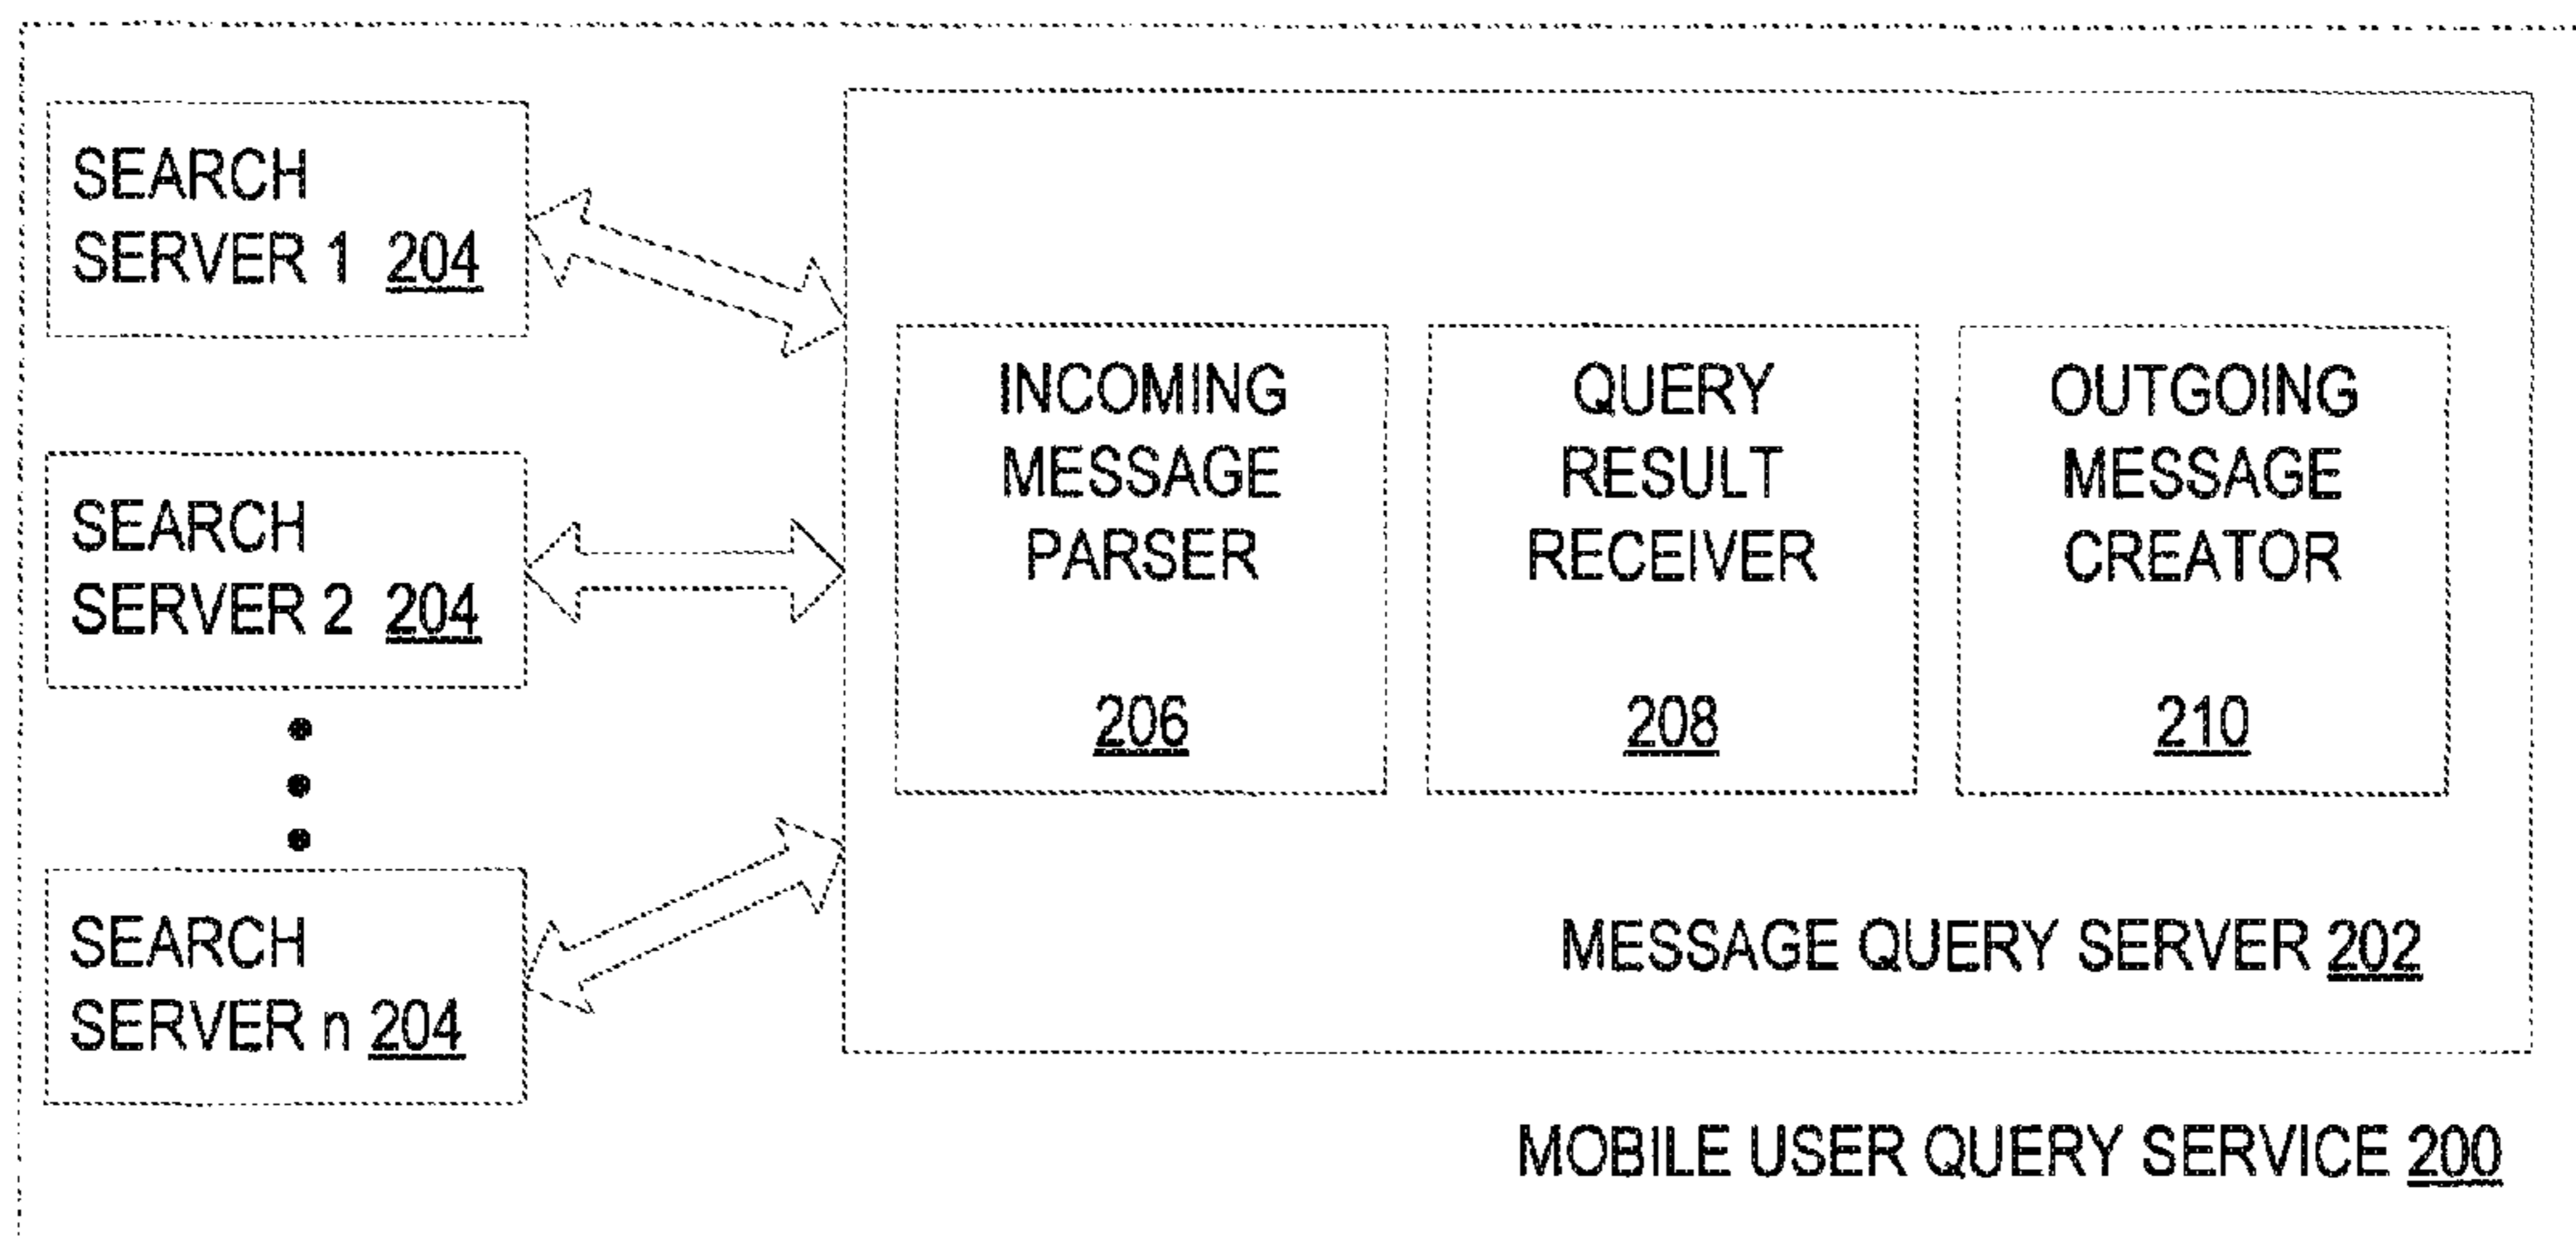 SEARCH
SERVER 1 204
SEARCH
SERVER 2 204
SEARCH
SERVER n 204
INCOMING
MESSAGE
PARSER
206
QUERY
RESULT
RECEIVER
208
OUTGOING
MESSAGE
CREATOR
210
MESSAGE QUERY SERVER 202
MOBILE USER QUERY SERVICE 200